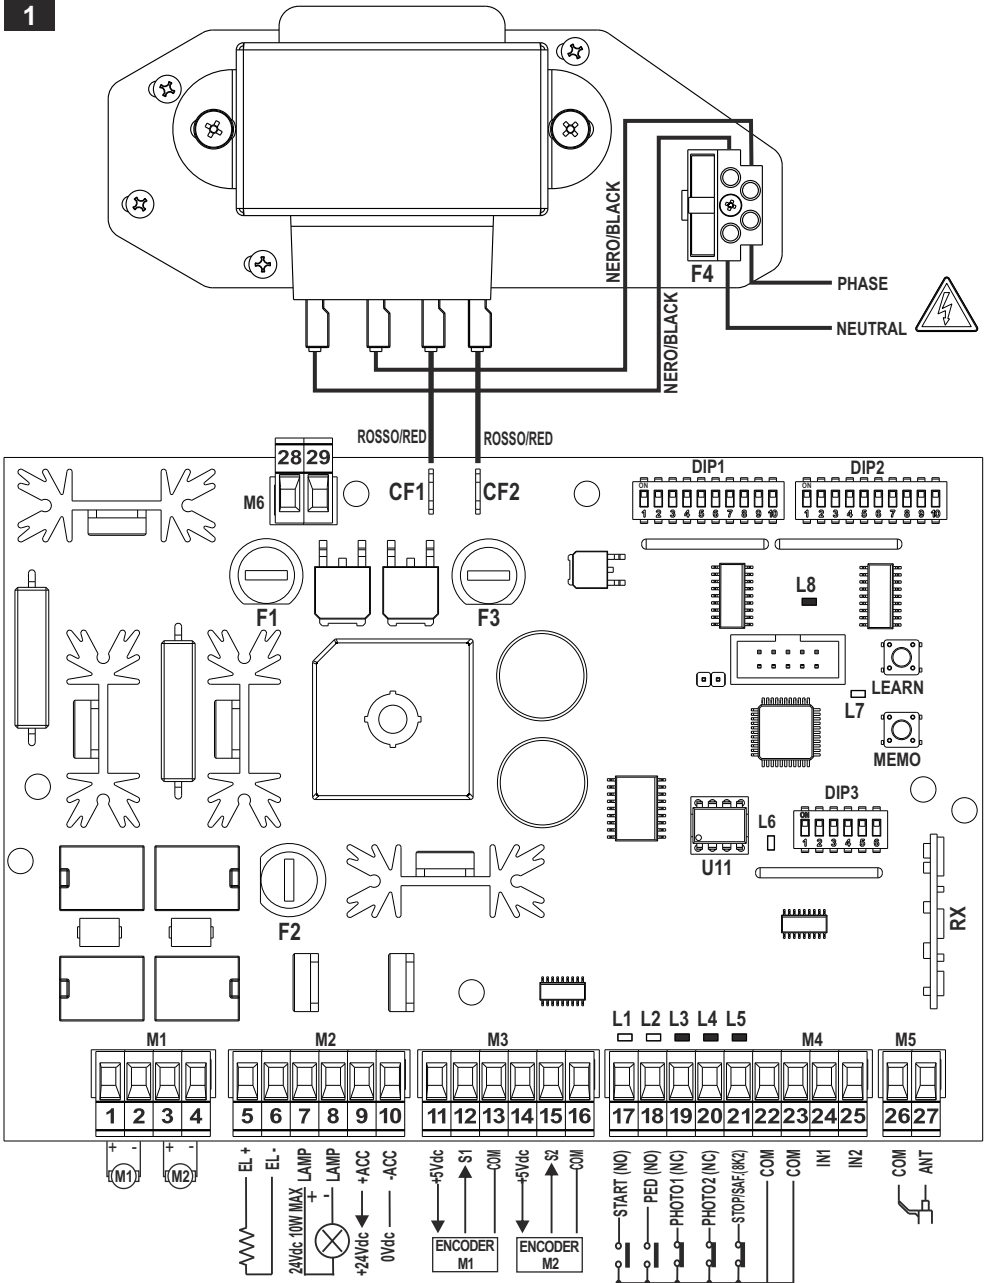 1
NERO/BLACK
NERO/BLACK
F4
PHASE
NEUTRAL
ROSSO/RED
ROSSO/RED
28 29
M6
CF1
CF2
DIP1
ON
1 2 3 4 5 6 7 8 9 10
DIP2
ON
1 2 3 4 5 6 7 8 9 10
F1
F3
L8
LEARN
L7
MEMO
DIP3
ON
1 2 3 4 5 6
L6
U11
F2
RX
L1 L2 L3 L4 L5
M1
M2
M3
M4
M5
1 2 3 4
5 6 7 8 9 10
11 12 13 14 15 16
17 18 19 20 21 22 23 24 25
26 27
+ -
M1
+ -
M2
EL +
EL -
LAMP
LAMP
+ACC
-ACC
24Vdc 10W MAX
+ -
+24Vdc
0Vdc
+5Vdc
S1
COM
ENCODER
M1
+5Vdc
S2
COM
ENCODER
M2
START (NO)
PED (NO)
PHOTO1 (NC)
PHOTO2 (NC)
STOP/SAF.(8K2)
COM
COM
IN1
IN2
COM
ANT